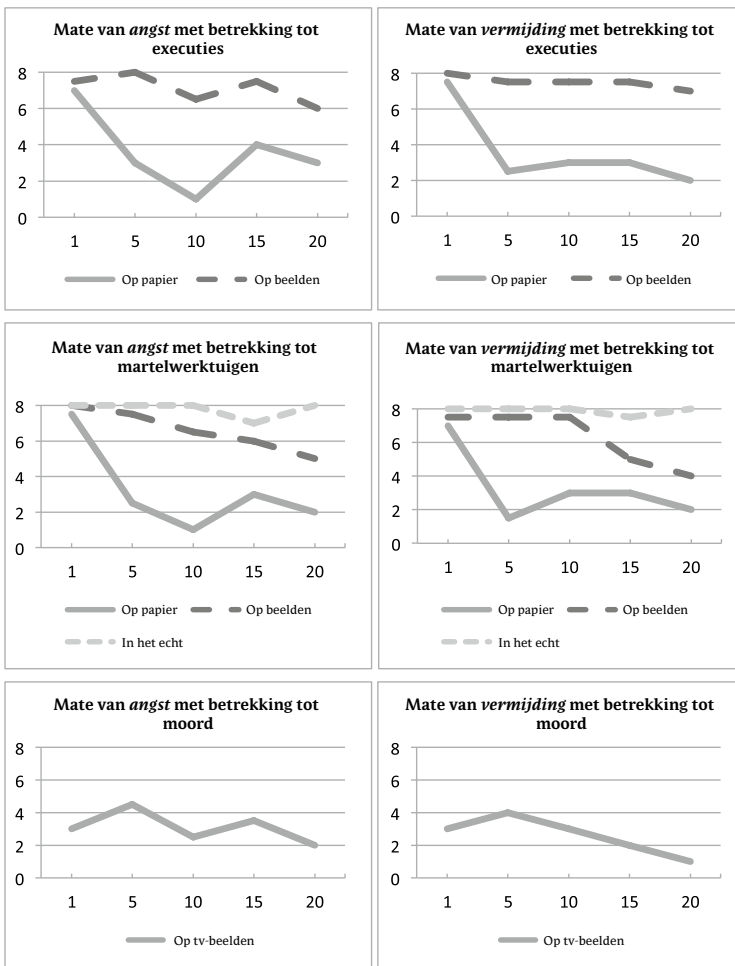 Mate van angst met betrekking tot
executies
8
6
4
2
0
1 5 10 15 20
Op papier Op beelden
Mate van vermijding met betrekking tot
executies
8
6
4
2
0
1 5 10 15 20
Op papier Op beelden
Mate van angst met betrekking tot
martelwerktuigen
8
6
4
2
0
1 5 10 15 20
Op papier Op beelden
In het echt
Mate van vermijding met betrekking tot
martelwerktuigen
8
6
4
2
0
1 5 10 15 20
Op papier Op beelden
In het echt
Mate van angst met betrekking tot
moord
8
6
4
2
0
1 5 10 15 20
Op tv-beelden
Mate van vermijding met betrekking tot
moord
8
6
4
2
0
1 5 10 15 20
Op tv-beelden